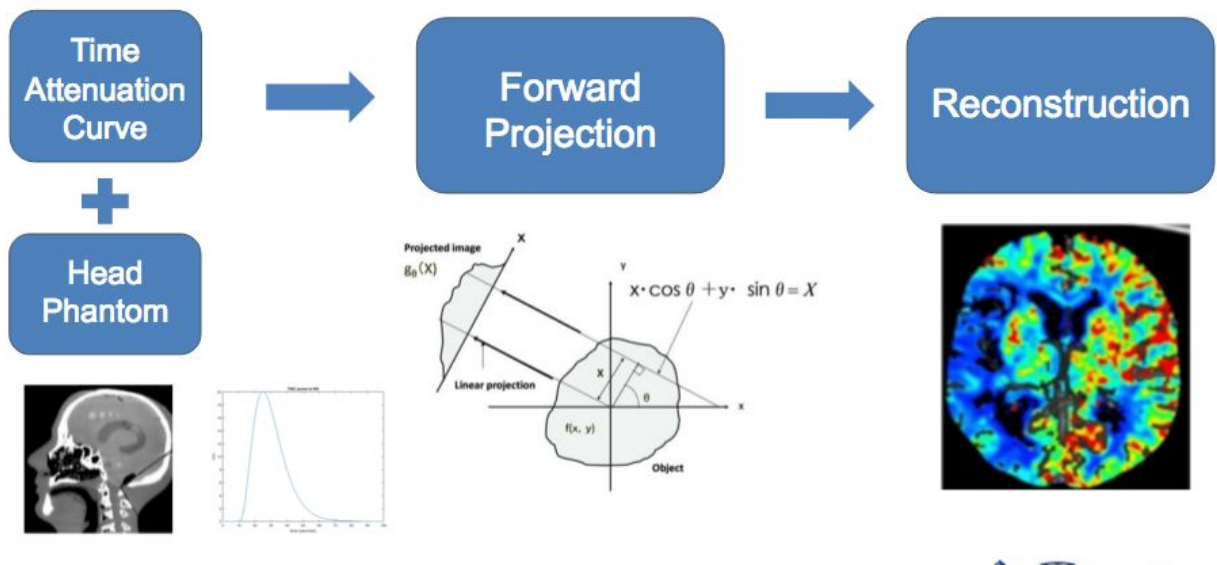 Time
Attenuation
Curve
Head
Phantom
Forward
Projection
Reconstruction
Projected image
gθ(X)
X
y
x·cos θ +y· sin θ= X
Linear projection
X
θ
x
f(x, y)
Object